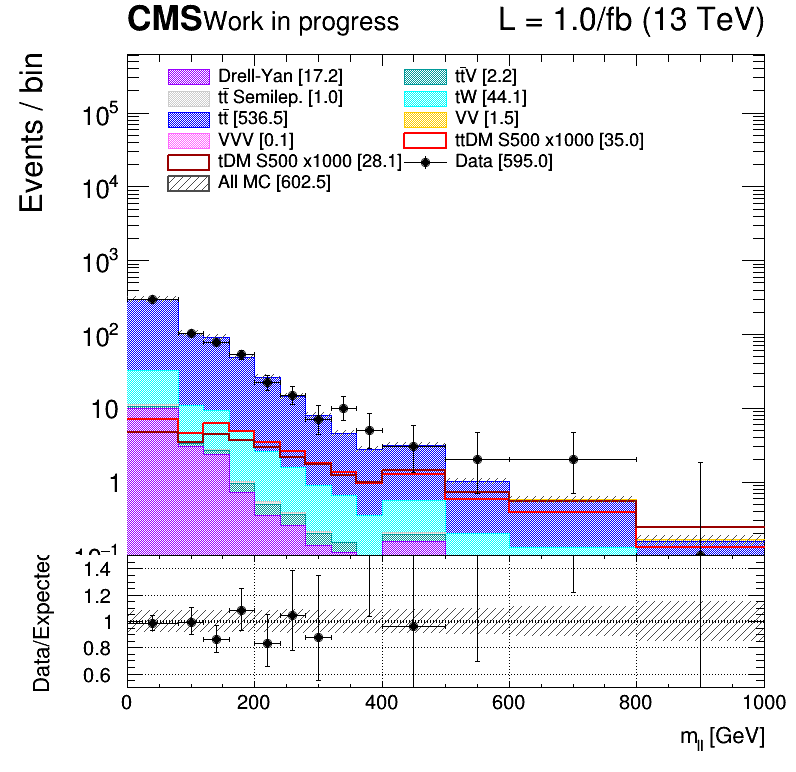 CMS Work in progress L = 1.0/fb (13 TeV)
Events / bin
Drell-Yan [17.2] tt̄V [2.2]
tt̄ Semilep. [1.0] tW [44.1]
tt̄ [536.5] VV [1.5]
VVV [0.1] ttDM S500 x1000 [35.0]
tDM S500 x1000 [28.1] Data [595.0]
All MC [602.5]
10⁵
10⁴
10³
10²
10
1
10⁻¹
Data/Expected
1.4
1.2
1
0.8
0.6
0 200 400 600 800 1000
m_ll [GeV]